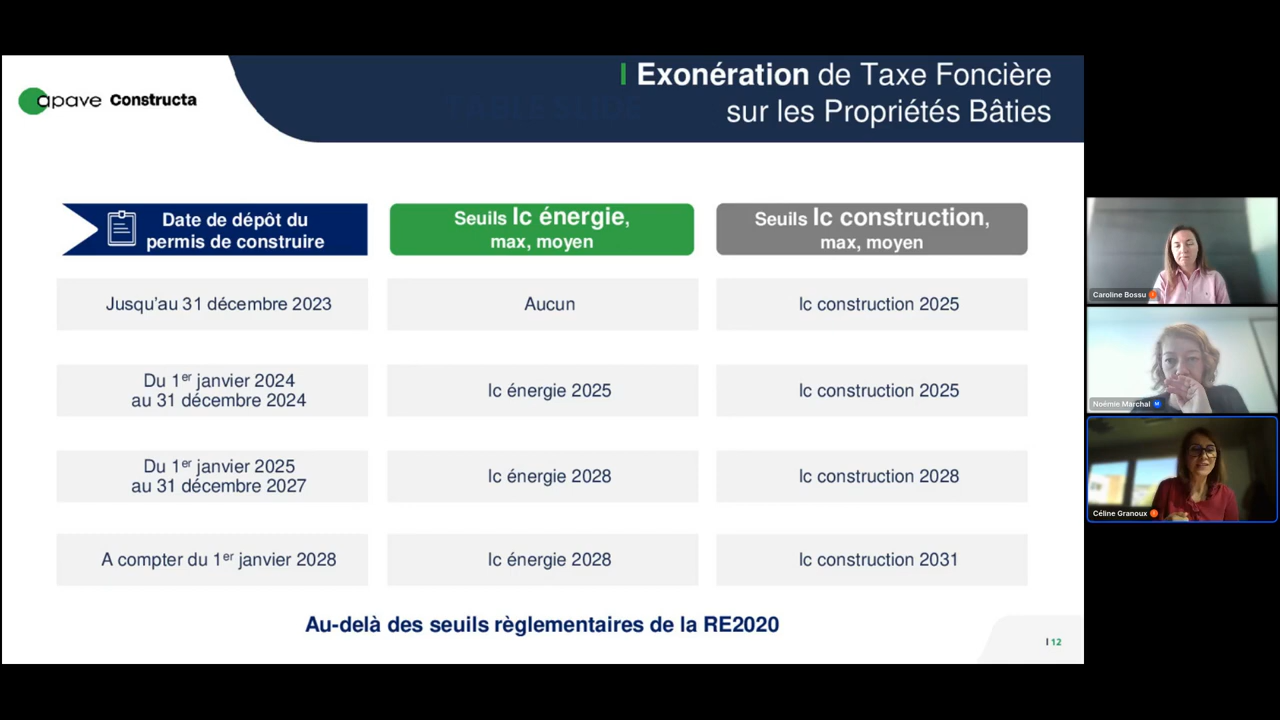 apave Constructa
Exonération de Taxe Foncière
sur les Propriétés Bâties
TABLE SLIDE
Date de dépôt du
permis de construire
Seuils Ic énergie,
max, moyen
Seuils Ic construction,
max, moyen
Jusqu'au 31 décembre 2023
Aucun
Ic construction 2025
Du 1er janvier 2024
au 31 décembre 2024
Ic énergie 2025
Ic construction 2025
Du 1er janvier 2025
au 31 décembre 2027
Ic énergie 2028
Ic construction 2028
A compter du 1er janvier 2028
Ic énergie 2028
Ic construction 2031
Au-delà des seuils règlementaires de la RE2020
12
Caroline Bossu
Noémie Marchal
Céline Granoux